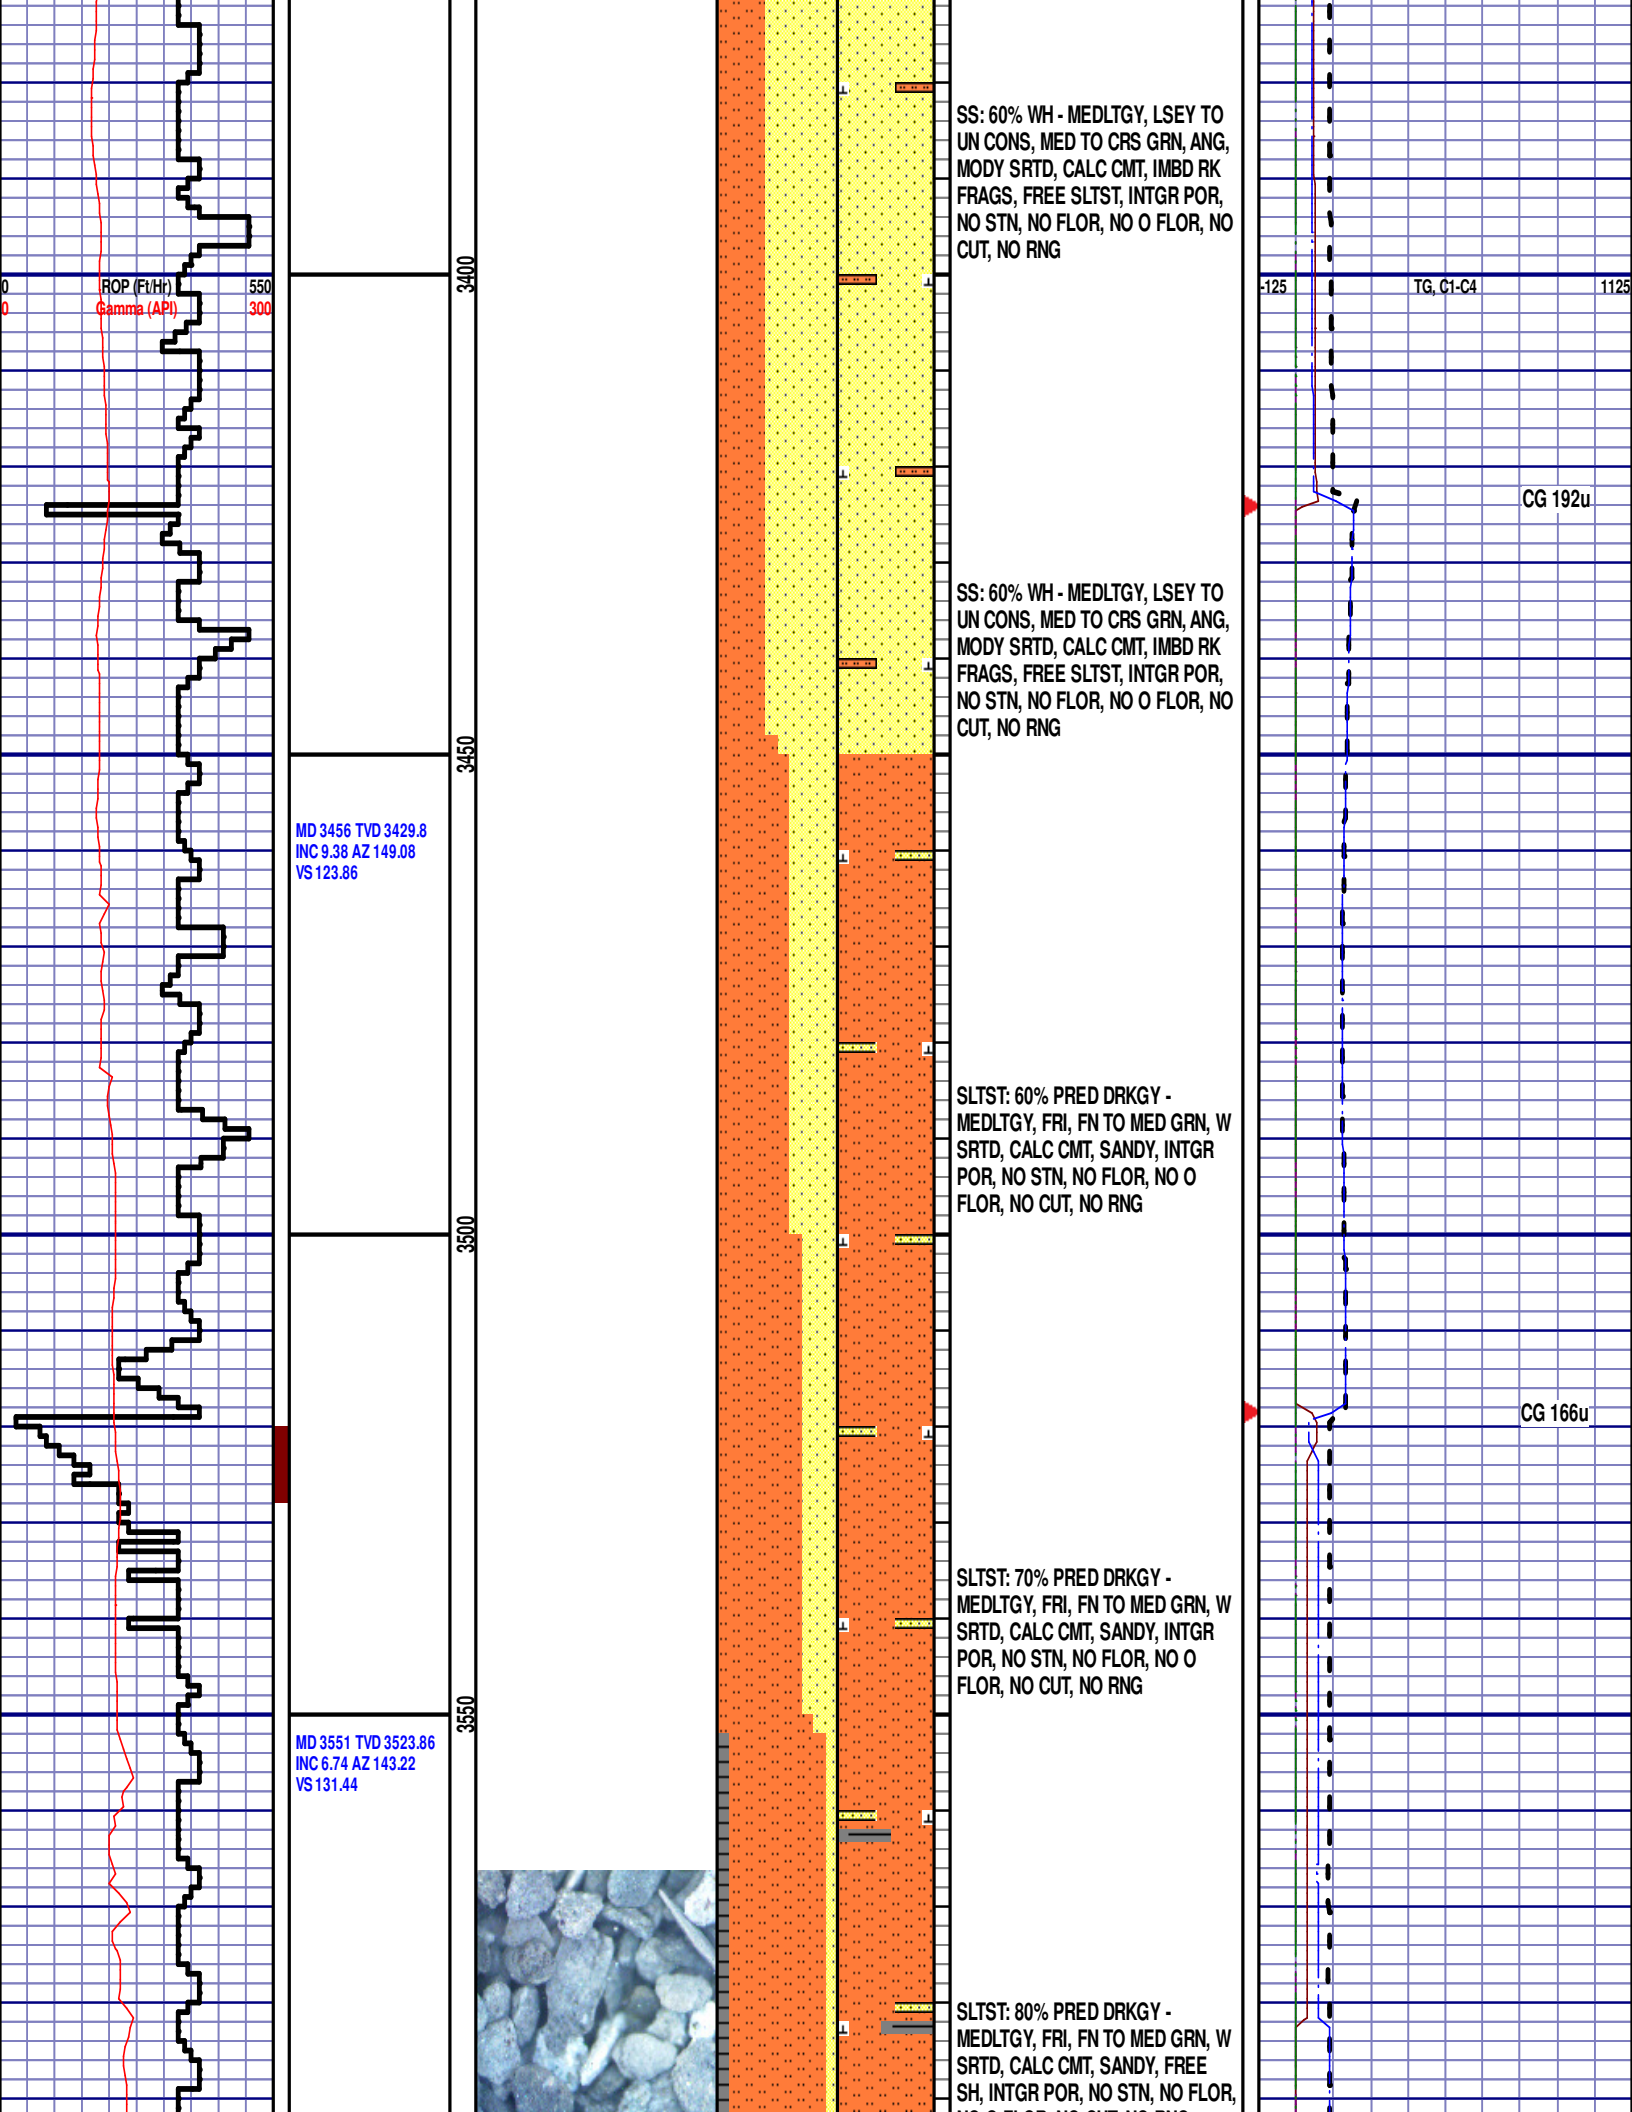 SS: 60% WH - MEDLTGY, LSEY TO
UN CONS, MED TO CRS GRN, ANG,
MODY SRTD, CALC CMT, IMBD RK
FRAGS, FREE SLTST, INTGR POR,
NO STN, NO FLOR, NO O FLOR, NO
CUT, NO RNG
0 ROP (Ft/Hr) 550
0 Gamma (API) 300
3400
-125 TG, C1-C4 1125
CG 192u
SS: 60% WH - MEDLTGY, LSEY TO
UN CONS, MED TO CRS GRN, ANG,
MODY SRTD, CALC CMT, IMBD RK
FRAGS, FREE SLTST, INTGR POR,
NO STN, NO FLOR, NO O FLOR, NO
CUT, NO RNG
3450
MD 3456 TVD 3429.8
INC 9.38 AZ 149.08
VS 123.86
SLTST: 60% PRED DRKGY -
MEDLTGY, FRI, FN TO MED GRN, W
SRTD, CALC CMT, SANDY, INTGR
POR, NO STN, NO FLOR, NO O
FLOR, NO CUT, NO RNG
3500
CG 166u
SLTST: 70% PRED DRKGY -
MEDLTGY, FRI, FN TO MED GRN, W
SRTD, CALC CMT, SANDY, INTGR
POR, NO STN, NO FLOR, NO O
FLOR, NO CUT, NO RNG
3550
MD 3551 TVD 3523.86
INC 6.74 AZ 143.22
VS 131.44
SLTST: 80% PRED DRKGY -
MEDLTGY, FRI, FN TO MED GRN, W
SRTD, CALC CMT, SANDY, FREE
SH, INTGR POR, NO STN, NO FLOR,